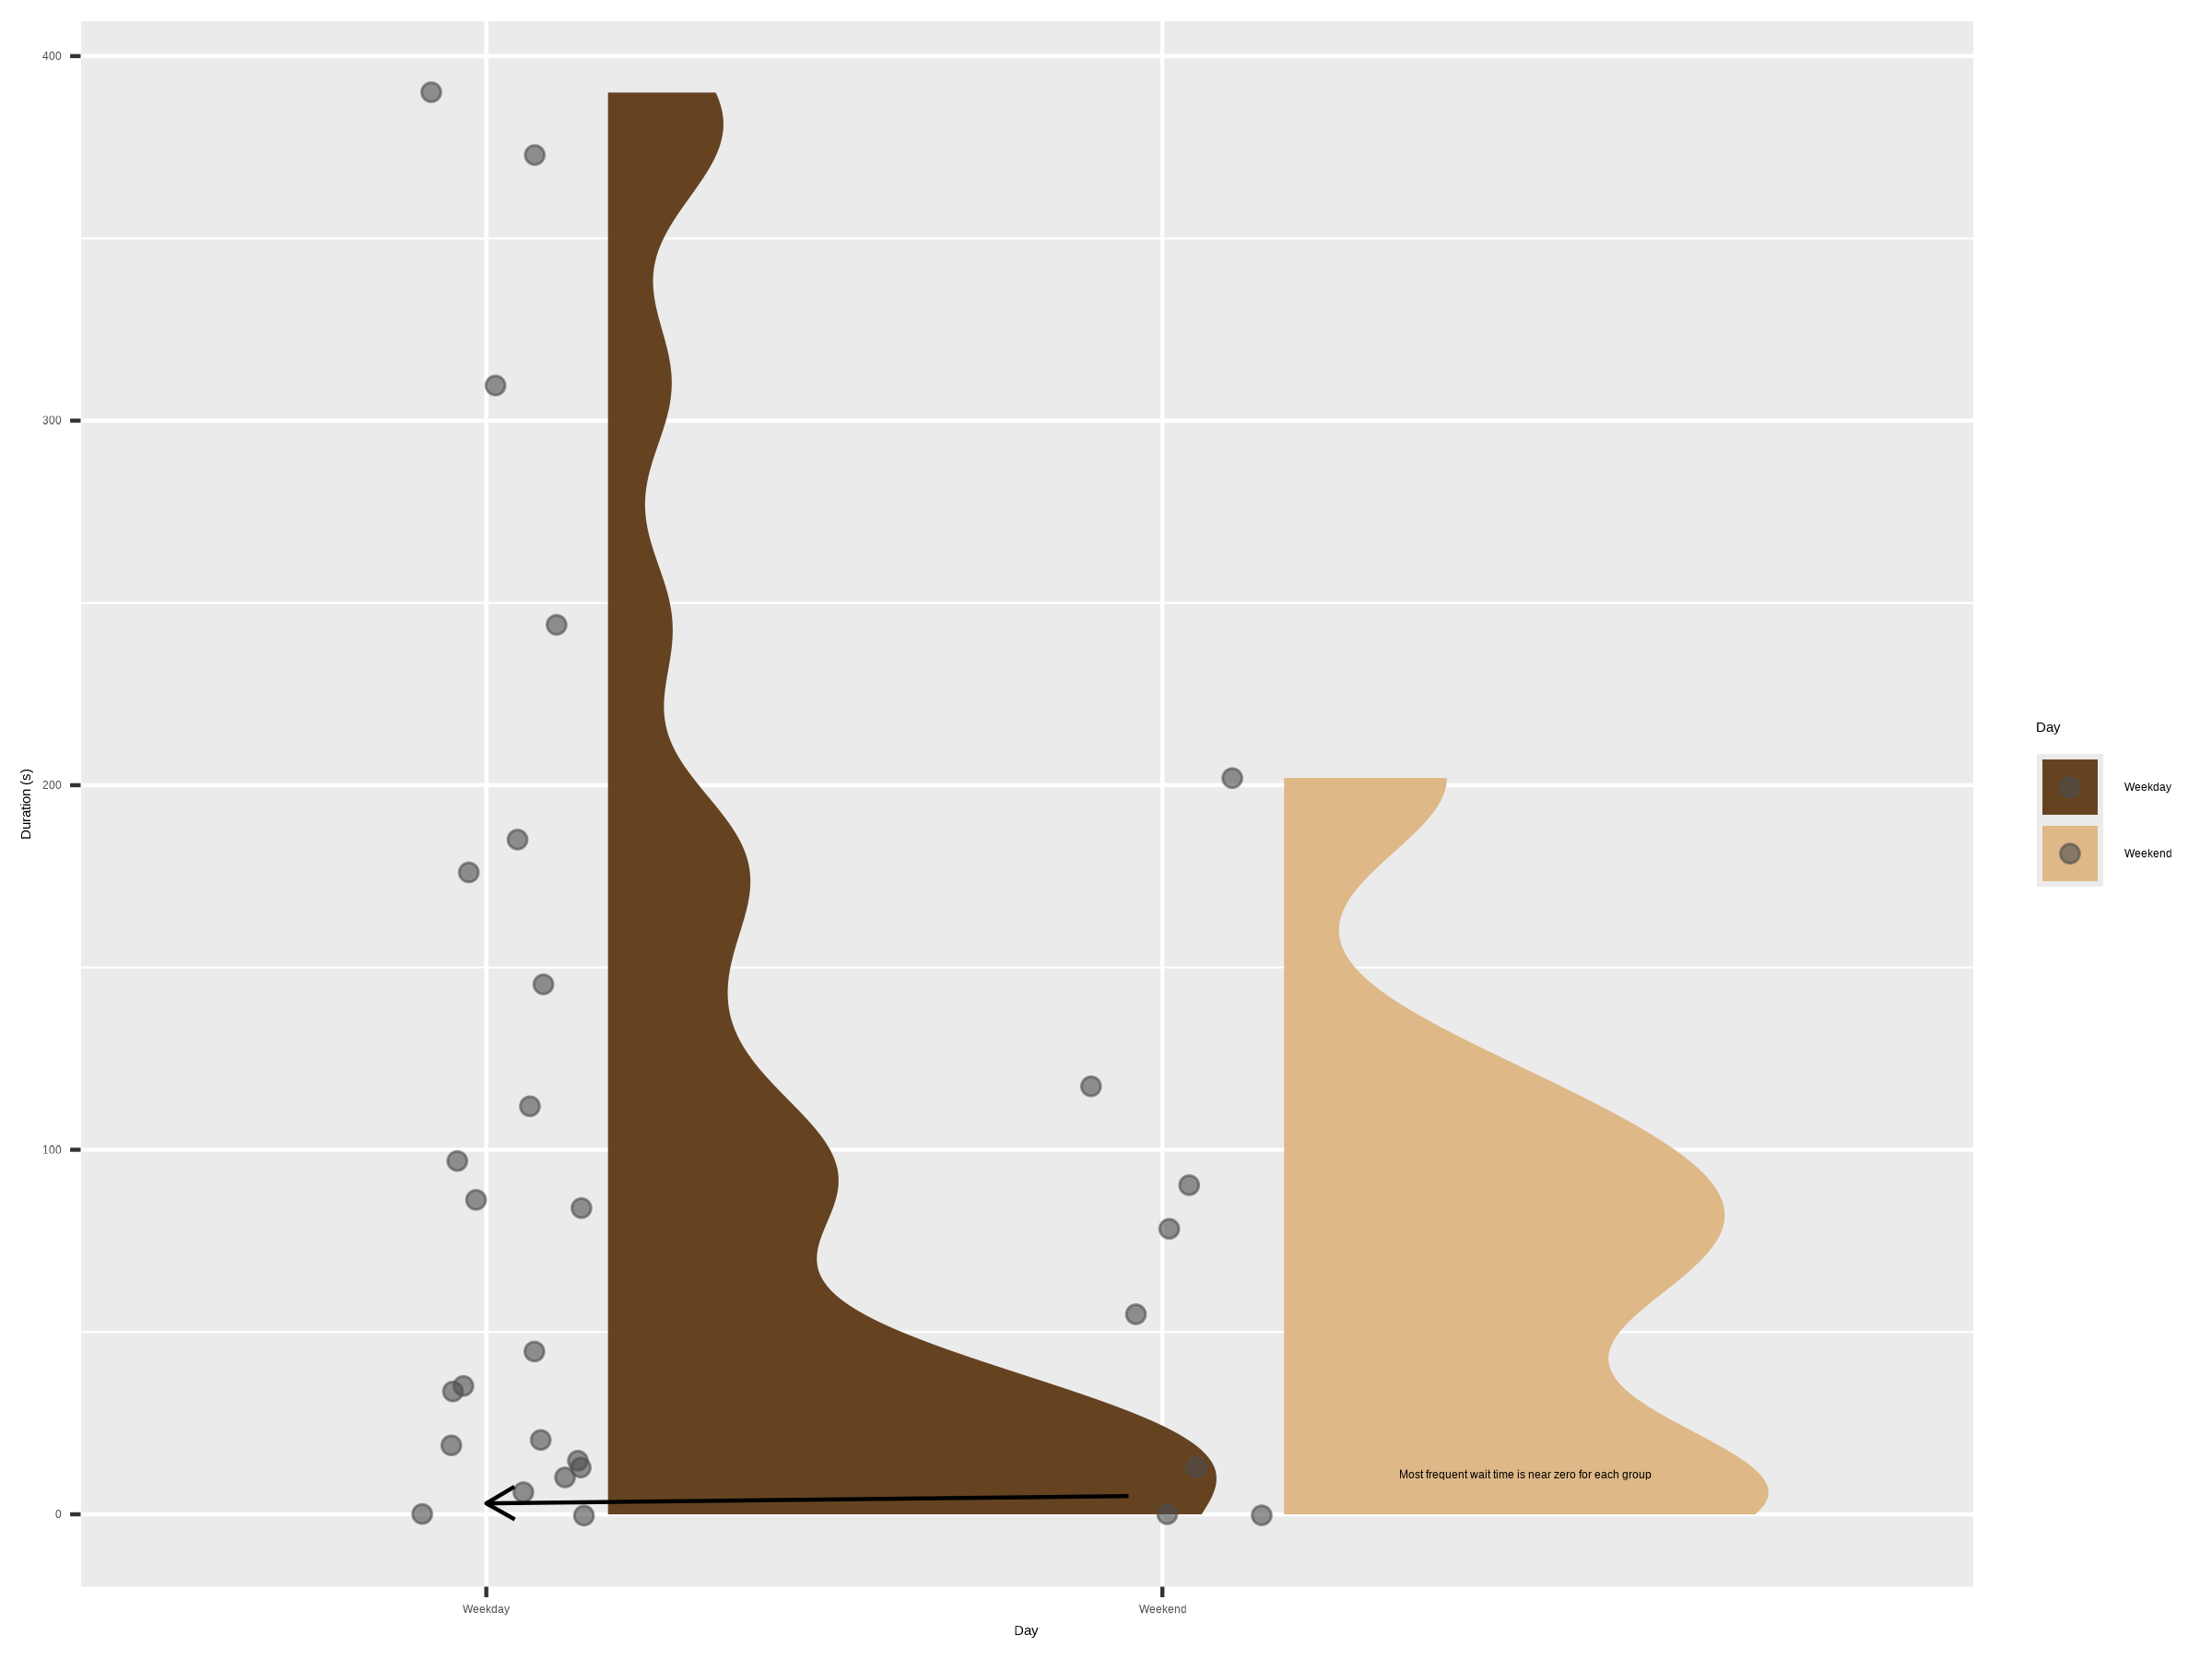 400
300
200
100
0
Duration (s)
Most frequent wait time is near zero for each group
Weekday
Weekend
Day
Day
Weekday
Weekend